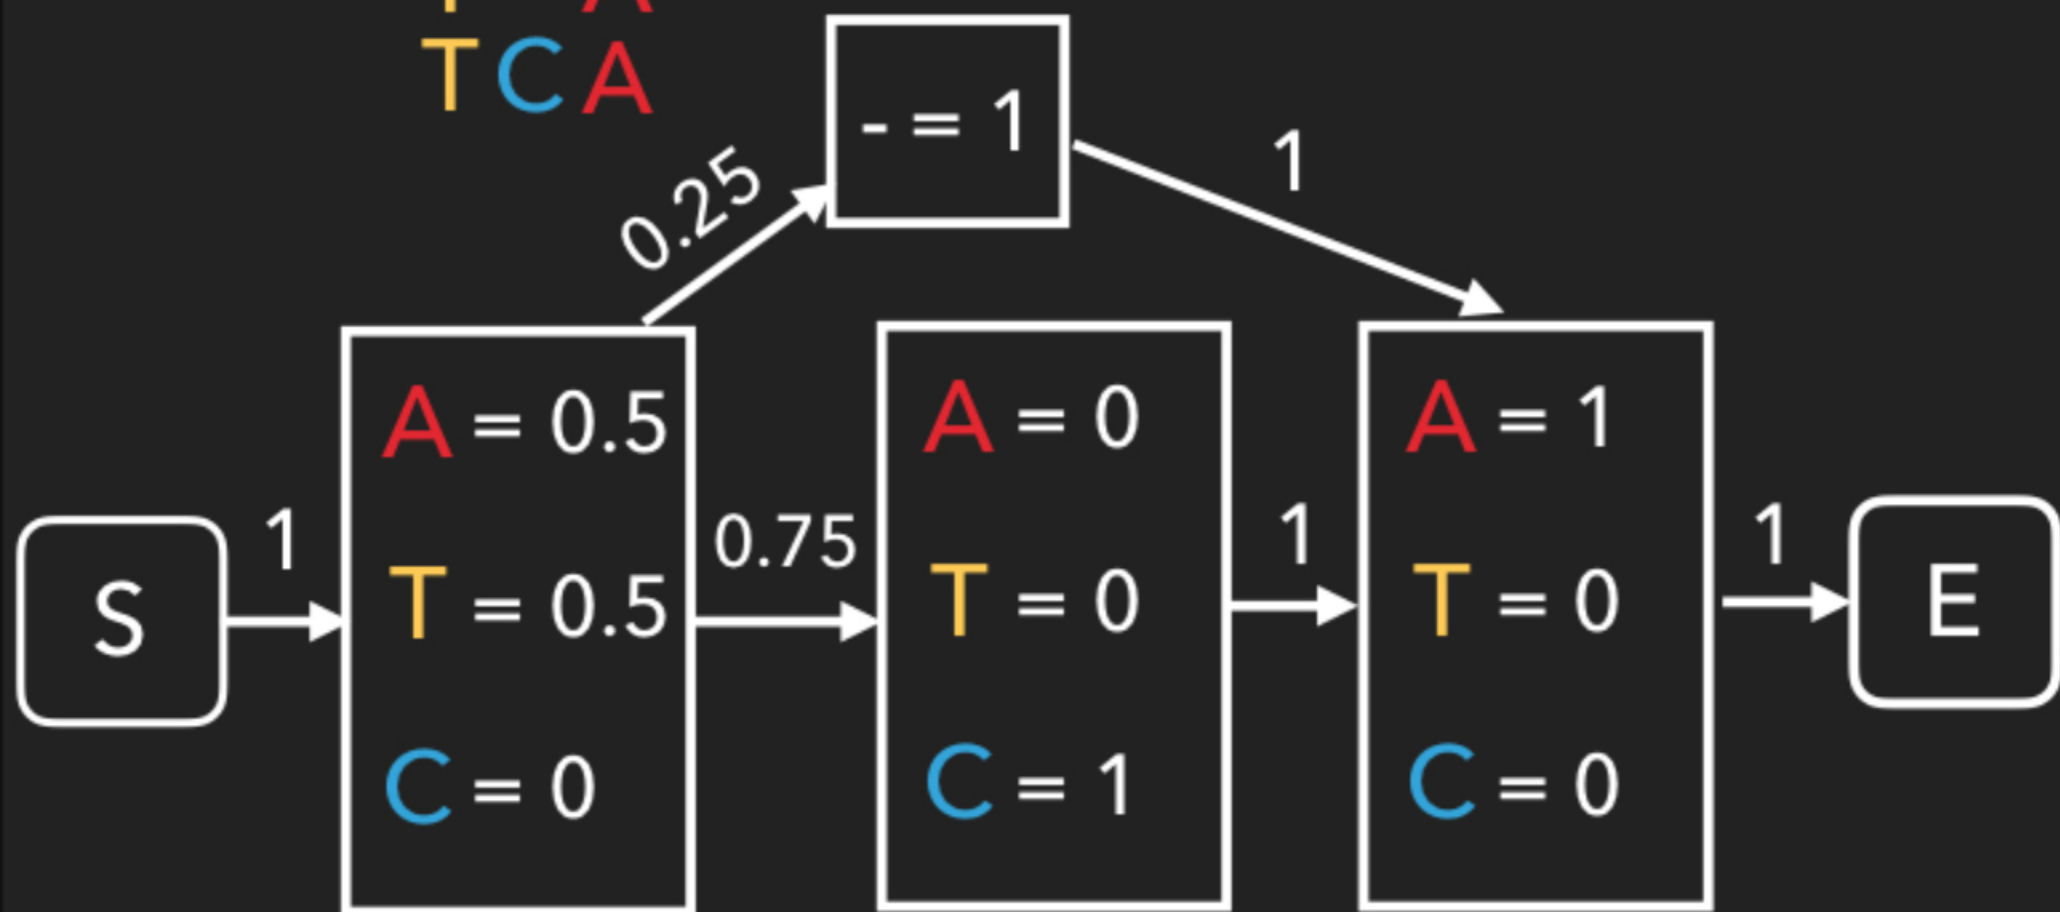 T A
T C A
- = 1
0.25
1
A = 0.5
T = 0.5
C = 0
A = 0
T = 0
C = 1
A = 1
T = 0
C = 0
S
1
0.75
1
1
E